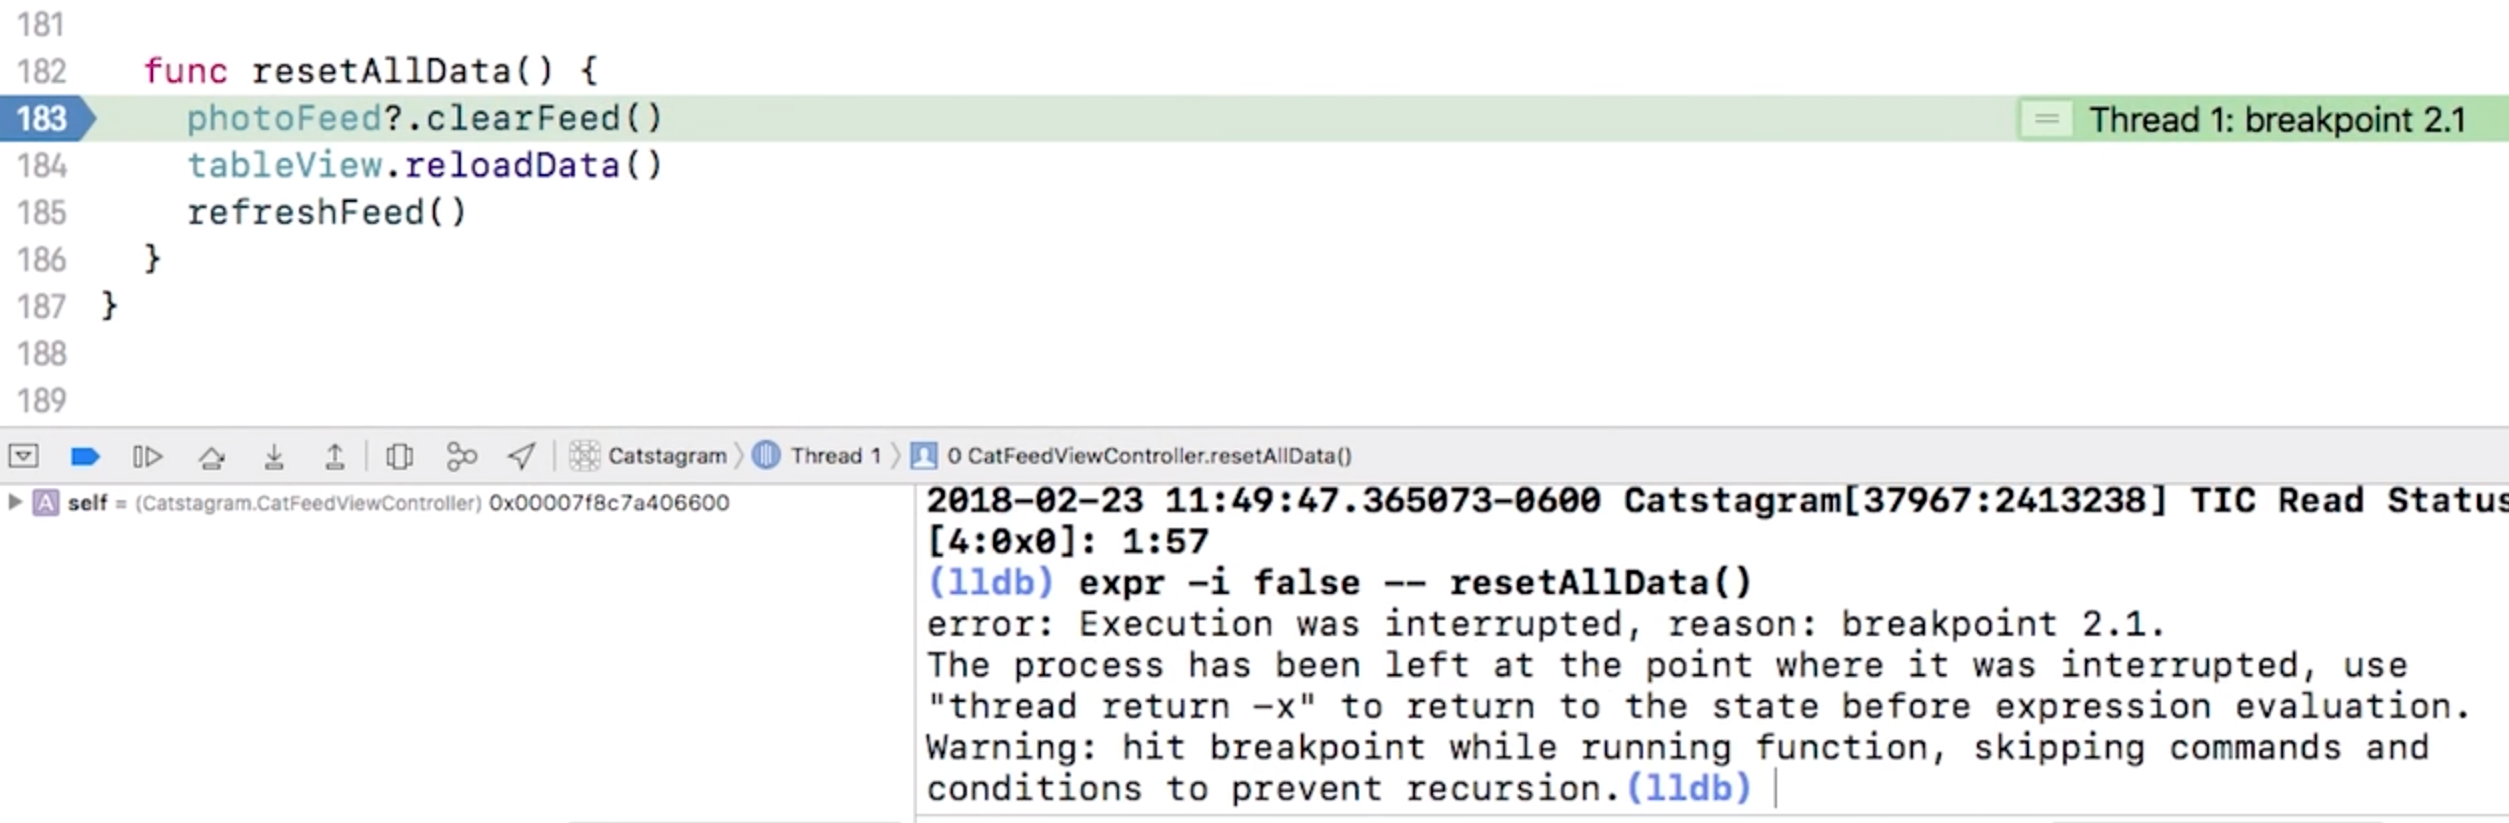 181
182 func resetAllData() {
183 photoFeed?.clearFeed() Thread 1: breakpoint 2.1
184 tableView.reloadData()
185 refreshFeed()
186 }
187 }
188
189
Catstagram Thread 1 0 CatFeedViewController.resetAllData()
A self = (Catstagram.CatFeedViewController) 0x00007f8c7a406600
2018-02-23 11:49:47.365073-0600 Catstagram[37967:2413238] TIC Read Status
[4:0x0]: 1:57
(lldb) expr -i false -- resetAllData()
error: Execution was interrupted, reason: breakpoint 2.1.
The process has been left at the point where it was interrupted, use
"thread return -x" to return to the state before expression evaluation.
Warning: hit breakpoint while running function, skipping commands and
conditions to prevent recursion.(lldb)